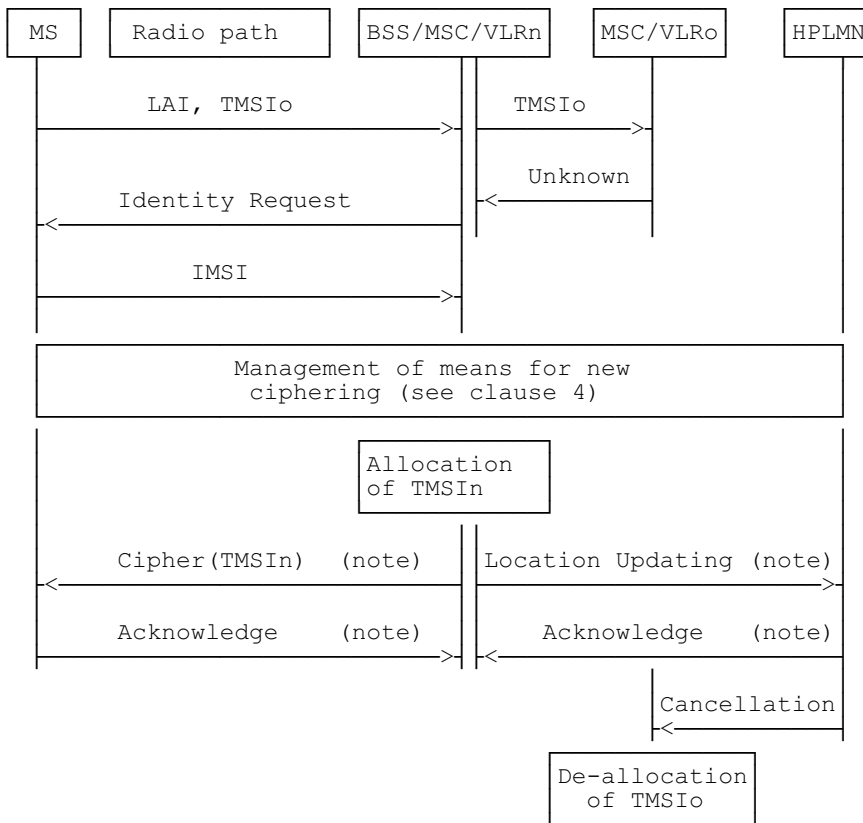 MS Radio path BSS/MSC/VLRn MSC/VLRo HPLMN
LAI, TMSIo TMSIo
Unknown
Identity Request
IMSI
Management of means for new
ciphering (see clause 4)
Allocation
of TMSIn
Cipher(TMSIn) (note) Location Updating (note)
Acknowledge (note) Acknowledge (note)
Cancellation
De-allocation
of TMSIo